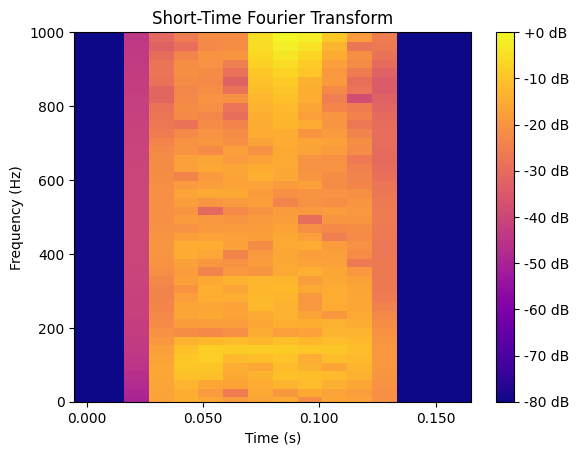 Short-Time Fourier Transform
1000
800
600
400
200
0
Frequency (Hz)
0.000
0.050
0.100
0.150
Time (s)
+0 dB
-10 dB
-20 dB
-30 dB
-40 dB
-50 dB
-60 dB
-70 dB
-80 dB